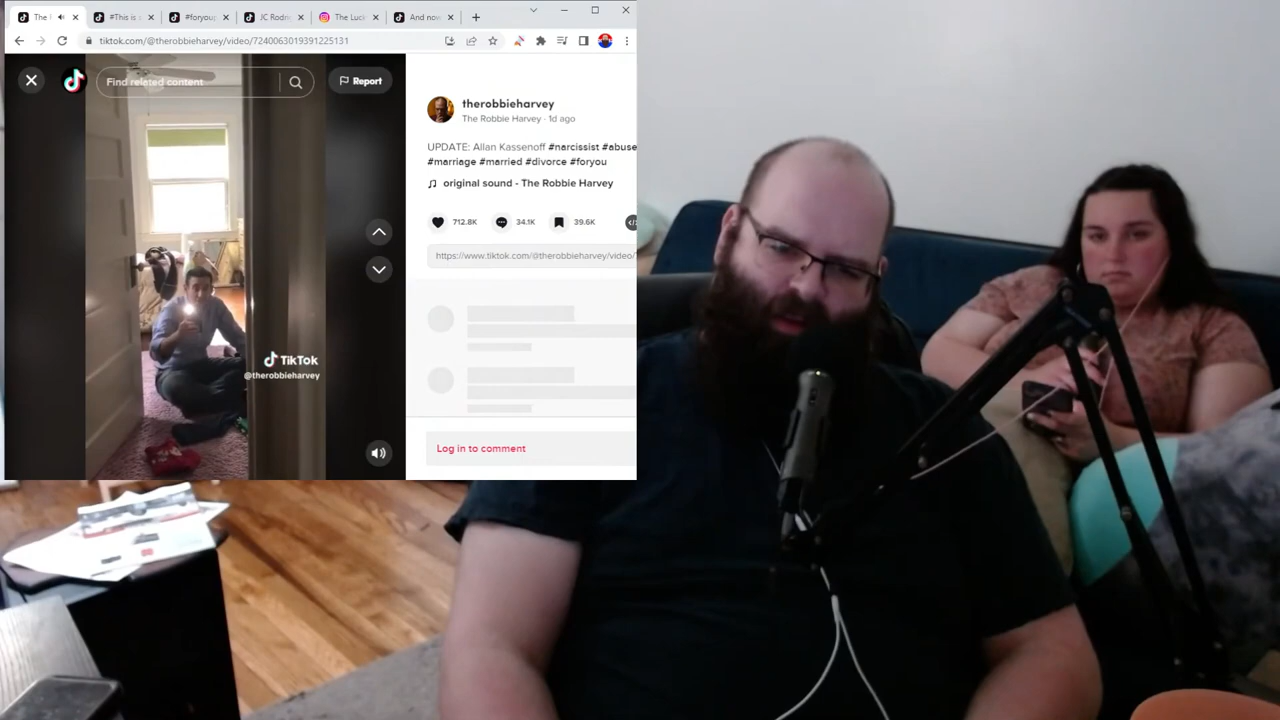 The
#This is
#foryou
JC Rodri
The Luck
And nov
tiktok.com/@therobbieharvey/video/7240063019391225131
Find related content
Report
therobbieharvey
The Robbie Harvey · 1d ago
UPDATE: Allan Kassenoff #narcissist #abuse
#marriage #married #divorce #foryou
original sound - The Robbie Harvey
712.8K
34.1K
39.6K
https://www.tiktok.com/@therobbieharvey/video/
TikTok
@therobbieharvey
Log in to comment